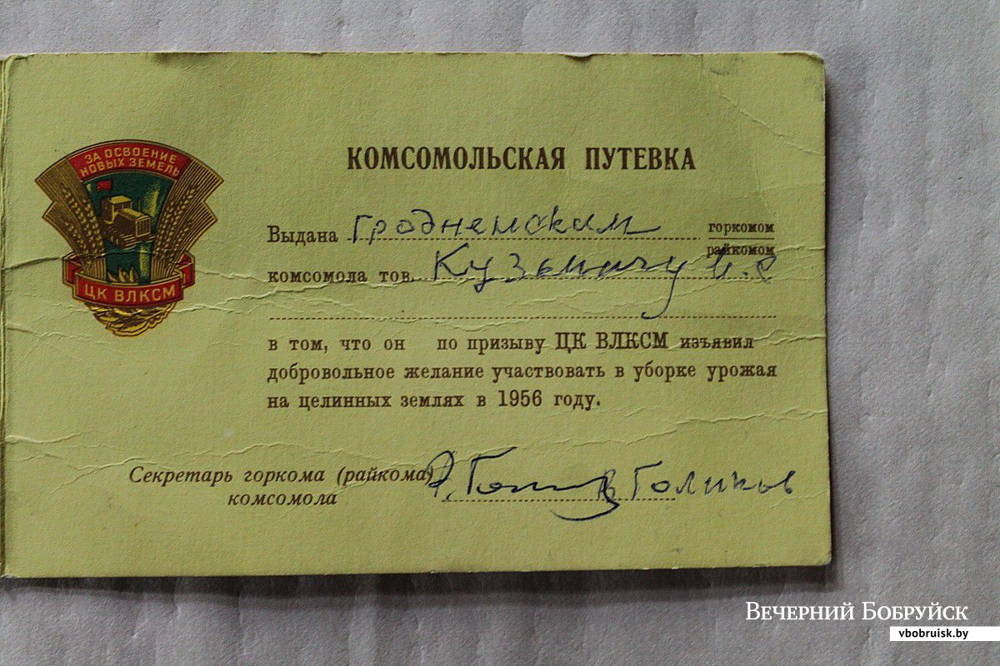 ЗА ОСВОЕНИЕ
НОВЫХ ЗЕМЕЛЬ
ЦК ВЛКСМ
КОМСОМОЛЬСКАЯ ПУТЕВКА
Выдана Гродненским горкомом
райкомом
комсомола тов. Кузьмичу И.С
в том, что он по призыву ЦК ВЛКСМ изъявил
добровольное желание участвовать в уборке урожая
на целинных землях в 1956 году.
Секретарь горкома (райкома)
комсомола
Голиков
ВЕЧЕРНИЙ БОБРУЙСК
vbobruisk.by